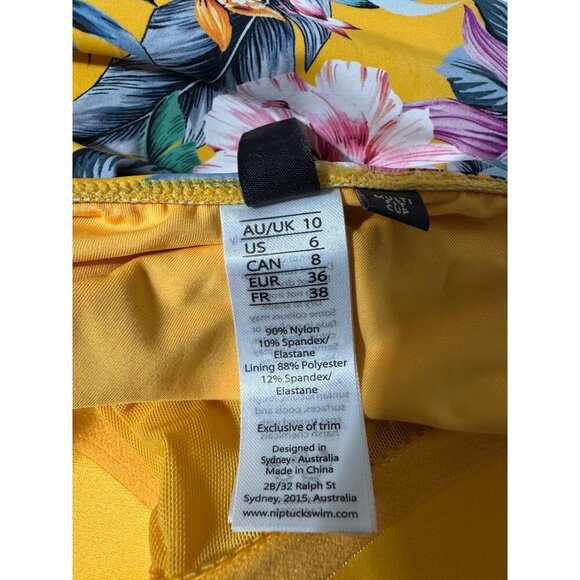 MULTI
CUP
AU/UK 10
US 6
CAN 8
EUR 36
FR 38
90% Nylon
10% Spandex/
Elastane
Lining 88% Polyester
12% Spandex/
Elastane
Exclusive of trim
Designed in
Sydney- Australia
Made in China
2B/32 Ralph St
Sydney, 2015, Australia
www.niptuckswim.com